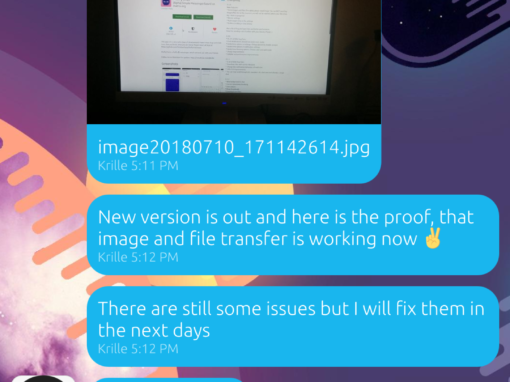 image20180710_171142614.jpg
Krille 5:11 PM
New version is out and here is the proof, that
image and file transfer is working now ✌
Krille 5:12 PM
There are still some issues but I will fix them in
the next days
Krille 5:12 PM